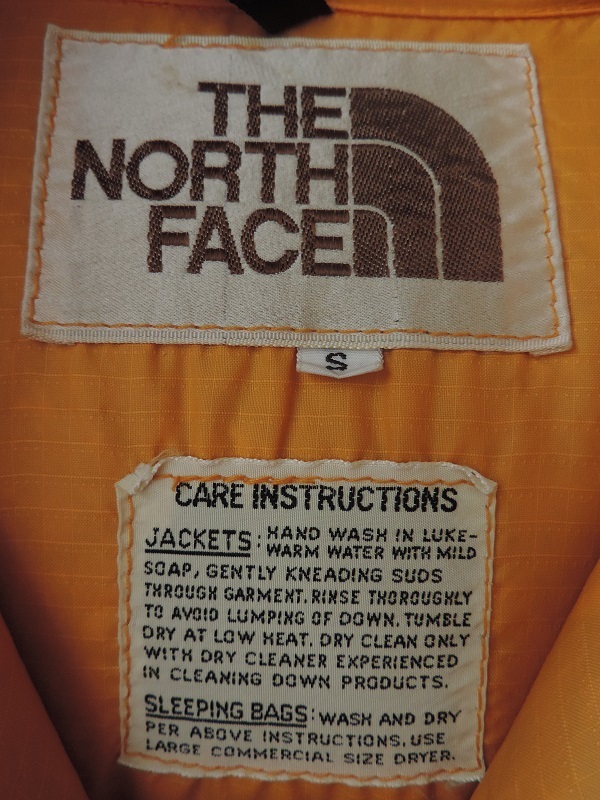 THE
NORTH
FACE
S
CARE INSTRUCTIONS
JACKETS: HAND WASH IN LUKE-
WARM WATER WITH MILD
SOAP, GENTLY KNEADING SUDS
THROUGH GARMENT. RINSE THOROUGHLY
TO AVOID LUMPING OF DOWN. TUMBLE
DRY AT LOW HEAT. DRY CLEAN ONLY
WITH DRY CLEANER EXPERIENCED
IN CLEANING DOWN PRODUCTS.
SLEEPING BAGS: WASH AND DRY
PER ABOVE INSTRUCTIONS. USE
LARGE COMMERCIAL SIZE DRYER.